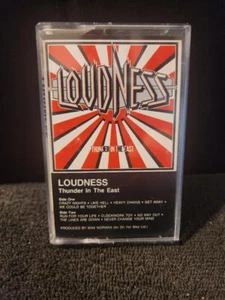 LOUDNESS
THUNDER IN THE EAST
LOUDNESS
Thunder In The East
Side One
CRAZY NIGHTS • LIKE HELL • HEAVY CHAINS • GET AWAY •
WE COULD BE TOGETHER
Side Two
RUN FOR YOUR LIFE • CLOCKWORK TOY • NO WAY OUT •
THE LINES ARE DOWN • NEVER CHANGE YOUR MIND
PRODUCED BY MAX NORMAN